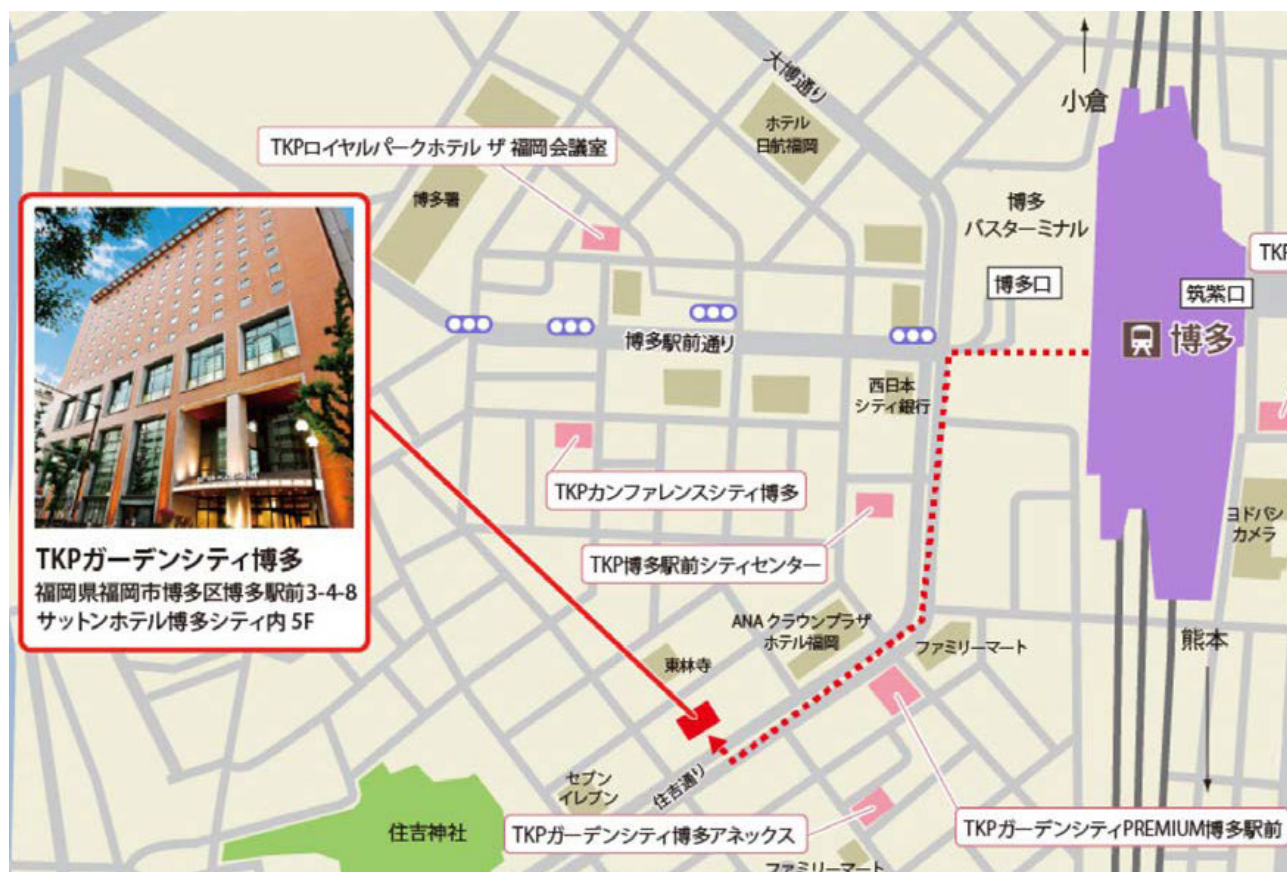 大博通り
小倉
ホテル
日航福岡
TKPロイヤルパークホテル ザ 福岡会議室
博多署
博多
バスターミナル
博多口
筑紫口
博多
博多駅前通り
西日本
シティ銀行
TKPカンファレンスシティ博多
TKP博多駅前シティセンター
ヨドバシ
カメラ
TKPガーデンシティ博多
福岡県福岡市博多区博多駅前3-4-8
サットンホテル博多シティ内 5F
ANA クラウンプラザ
ホテル福岡
ファミリーマート
熊本
東林寺
セブン
イレブン
住吉通り
住吉神社
TKPガーデンシティ博多アネックス
TKPガーデンシティPREMIUM博多駅前
ファミリーマート